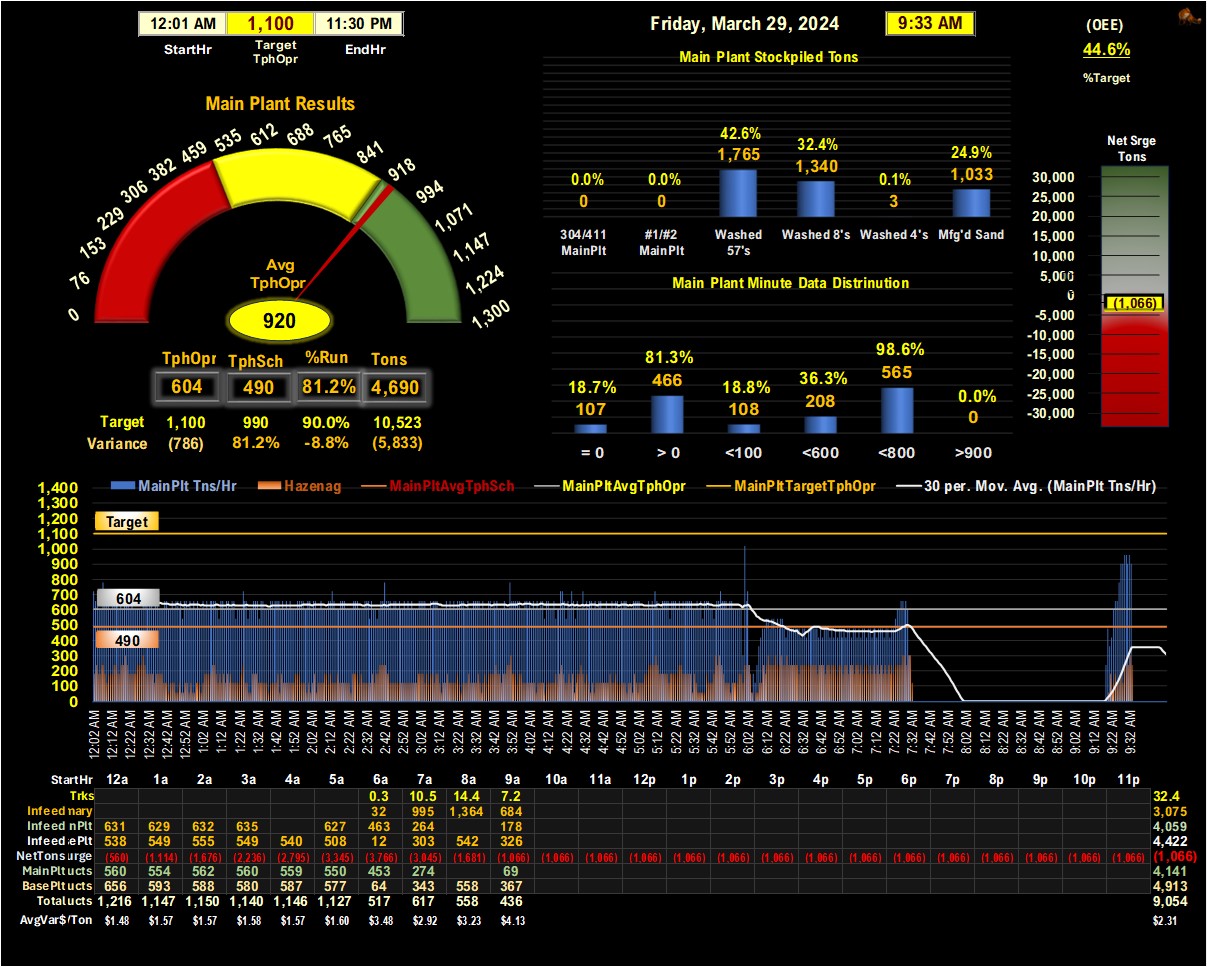 12:01 AM 1,100 11:30 PM
StartHr Target TphOpr EndHr
Friday, March 29, 2024 9:33 AM
(OEE)
44.6%
%Target
Main Plant Results
0 76 153 229 306 382 459 535 612 688 765 841 918 994 1,071 1,147 1,224 1,300
Avg
TphOpr
920
TphOpr TphSch %Run Tons
604 490 81.2% 4,690
Target 1,100 990 90.0% 10,523
Variance (786) 81.2% -8.8% (5,833)
Main Plant Stockpiled Tons
0.0% 0.0% 42.6% 32.4% 0.1% 24.9%
0 0 1,765 1,340 3 1,033
304/411 MainPlt #1/#2 MainPlt Washed 57's Washed 8's Washed 4's Mfg'd Sand
Main Plant Minute Data Distrinution
18.7% 81.3% 18.8% 36.3% 98.6% 0.0%
107 466 108 208 565 0
= 0 > 0 <100 <600 <800 >900
Net Srge
Tons
30,000
25,000
20,000
15,000
10,000
5,000
0
(1,066)
-5,000
-10,000
-15,000
-20,000
-25,000
-30,000
MainPlt Tns/Hr Hazenag MainPltAvgTphSch MainPltAvgTphOpr MainPltTargetTphOpr 30 per. Mov. Avg. (MainPlt Tns/Hr)
1,400
1,300
1,200
Target
1,100
1,000
900
800
700
604
600
500
490
400
300
200
100
0
12:02 AM 12:12 AM 12:22 AM 12:32 AM 12:42 AM 12:52 AM 1:02 AM 1:12 AM 1:22 AM 1:32 AM 1:42 AM 1:52 AM 2:02 AM 2:12 AM 2:22 AM 2:32 AM 2:42 AM 2:52 AM 3:02 AM 3:12 AM 3:22 AM 3:32 AM 3:42 AM 3:52 AM 4:02 AM 4:12 AM 4:22 AM 4:32 AM 4:42 AM 4:52 AM 5:02 AM 5:12 AM 5:22 AM 5:32 AM 5:42 AM 5:52 AM 6:02 AM 6:12 AM 6:22 AM 6:32 AM 6:42 AM 6:52 AM 7:02 AM 7:12 AM 7:22 AM 7:32 AM 7:42 AM 7:52 AM 8:02 AM 8:12 AM 8:22 AM 8:32 AM 8:42 AM 8:52 AM 9:02 AM 9:12 AM 9:22 AM 9:32 AM
StartHr 12a 1a 2a 3a 4a 5a 6a 7a 8a 9a 10a 11a 12p 1p 2p 3p 4p 5p 6p 7p 8p 9p 10p 11p
Trks 0.3 10.5 14.4 7.2 32.4
Infeed nary 32 995 1,364 684 3,075
Infeed nPlt 631 629 632 635 627 463 264 178 4,059
Infeed ePlt 538 549 555 549 540 508 12 303 542 326 4,422
NetTons urge (560) (1,114) (1,676) (2,236) (2,795) (3,345) (3,766) (3,045) (1,681) (1,066) (1,066) (1,066) (1,066) (1,066) (1,066) (1,066) (1,066) (1,066) (1,066) (1,066) (1,066) (1,066) (1,066) (1,066) (1,066)
MainPlt ucts 560 554 562 560 559 550 453 274 69 4,141
BasePlt ucts 656 593 588 580 587 577 64 343 558 367 4,913
Total ucts 1,216 1,147 1,150 1,140 1,146 1,127 517 617 558 436 9,054
AvgVar$/Ton $1.48 $1.57 $1.57 $1.58 $1.57 $1.60 $3.48 $2.92 $3.23 $4.13 $2.31